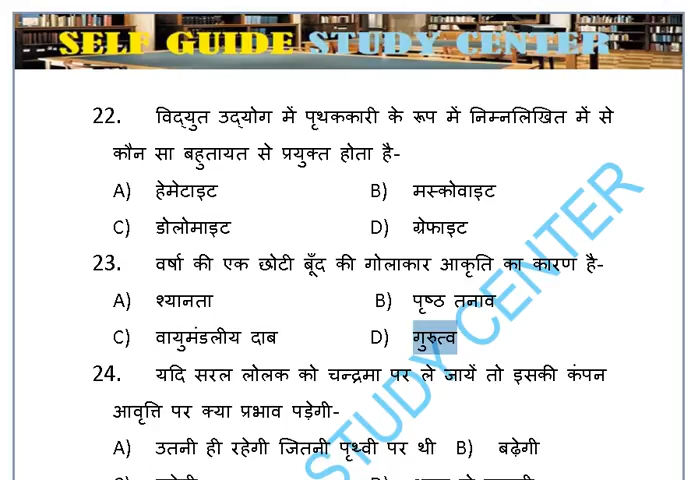 SELF GUIDE STUDY CENTER
22. विद्युत उद्योग में पृथककारी के रूप में निम्नलिखित में से
कौन सा बहुतायत से प्रयुक्त होता है-
A) हेमेटाइट B) मस्कोवाइट
C) डोलोमाइट D) ग्रेफाइट
23. वर्षा की एक छोटी बूँद की गोलाकार आकृति का कारण है-
A) श्यानता B) पृष्ठ तनाव
C) वायुमंडलीय दाब D) गुरुत्व
24. यदि सरल लोलक को चन्द्रमा पर ले जायें तो इसकी कंपन
आवृत्ति पर क्या प्रभाव पड़ेगी-
A) उतनी ही रहेगी जितनी पृथ्वी पर थी B) बढ़ेगी
STUDY CENTER